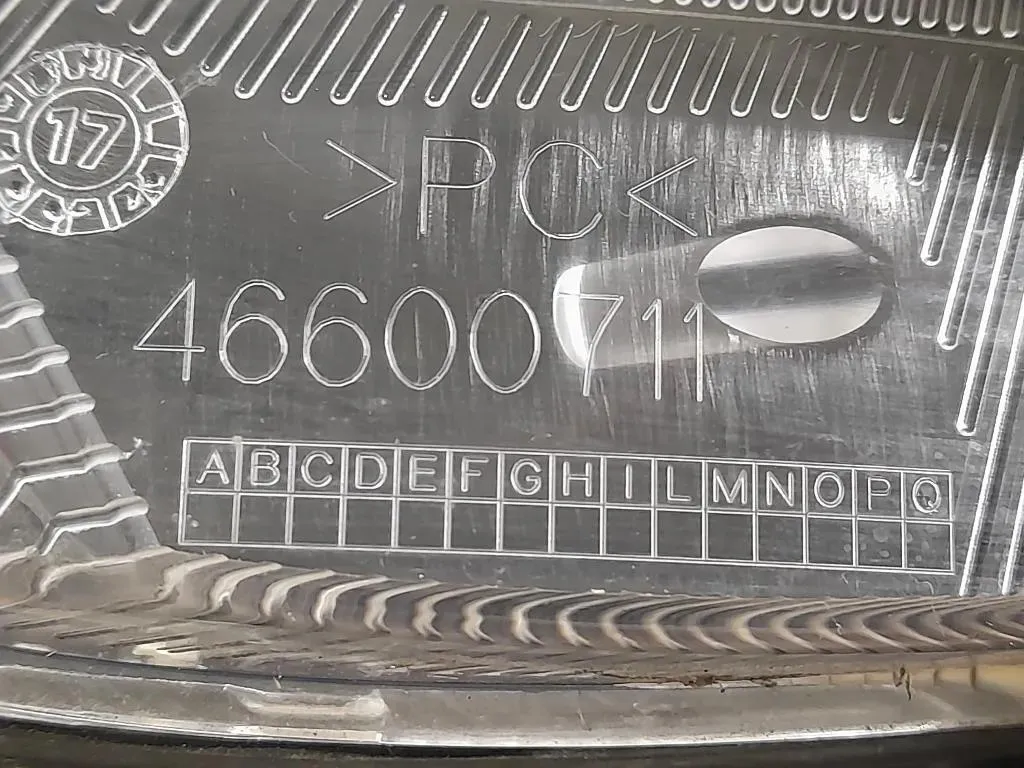 17
>PC<
46600711
A B C D E F G H I L M N O P Q